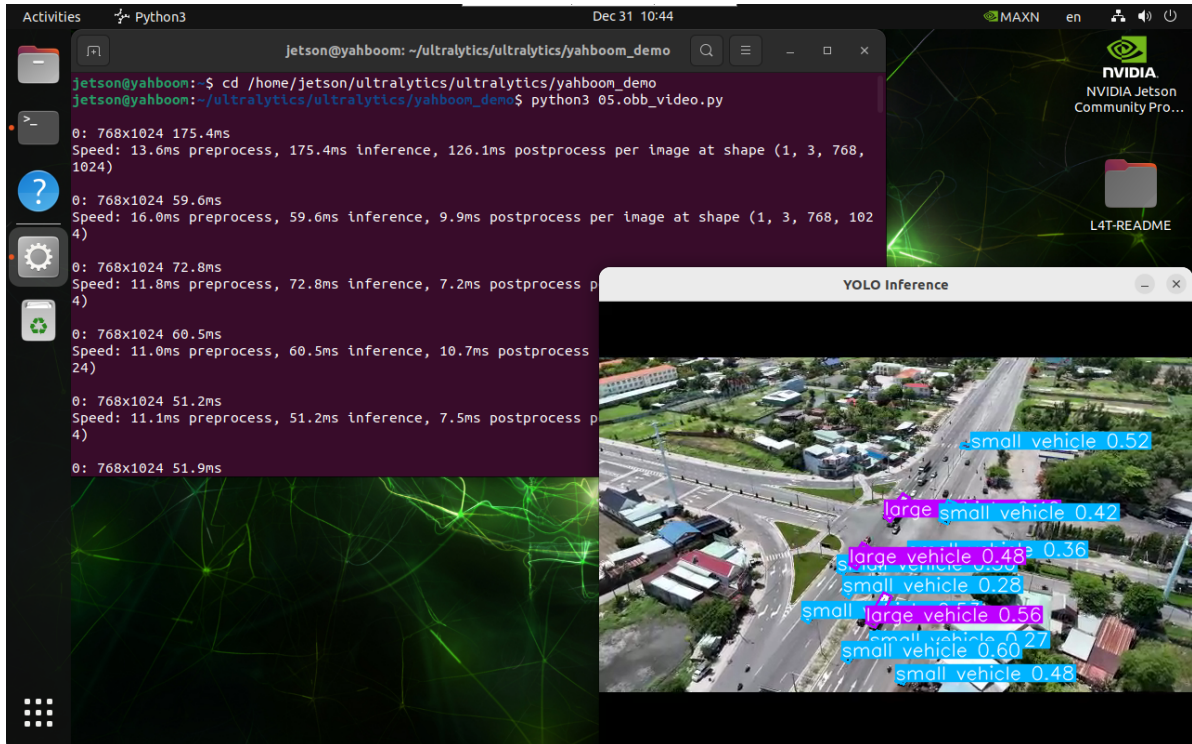 Activities
Python3
Dec 31 10:44
MAXN
en
jetson@yahboom: ~/ultralytics/ultralytics/yahboom_demo
jetson@yahboom:~$ cd /home/jetson/ultralytics/ultralytics/yahboom_demo
jetson@yahboom:~/ultralytics/ultralytics/yahboom_demo$ python3 05.obb_video.py
0: 768x1024 175.4ms
Speed: 13.6ms preprocess, 175.4ms inference, 126.1ms postprocess per image at shape (1, 3, 768,
1024)
0: 768x1024 59.6ms
Speed: 16.0ms preprocess, 59.6ms inference, 9.9ms postprocess per image at shape (1, 3, 768, 102
4)
0: 768x1024 72.8ms
Speed: 11.8ms preprocess, 72.8ms inference, 7.2ms postprocess p
4)
0: 768x1024 60.5ms
Speed: 11.0ms preprocess, 60.5ms inference, 10.7ms postprocess
24)
0: 768x1024 51.2ms
Speed: 11.1ms preprocess, 51.2ms inference, 7.5ms postprocess p
4)
0: 768x1024 51.9ms
NVIDIA
NVIDIA Jetson
Community Pro...
L4T-README
YOLO Inference
small vehicle 0.52
large
small vehicle 0.42
0.36
large vehicle 0.48
small vehicle 0.28
small
large vehicle 0.56
small vehicle 0.27
small vehicle 0.60
small vehicle 0.48